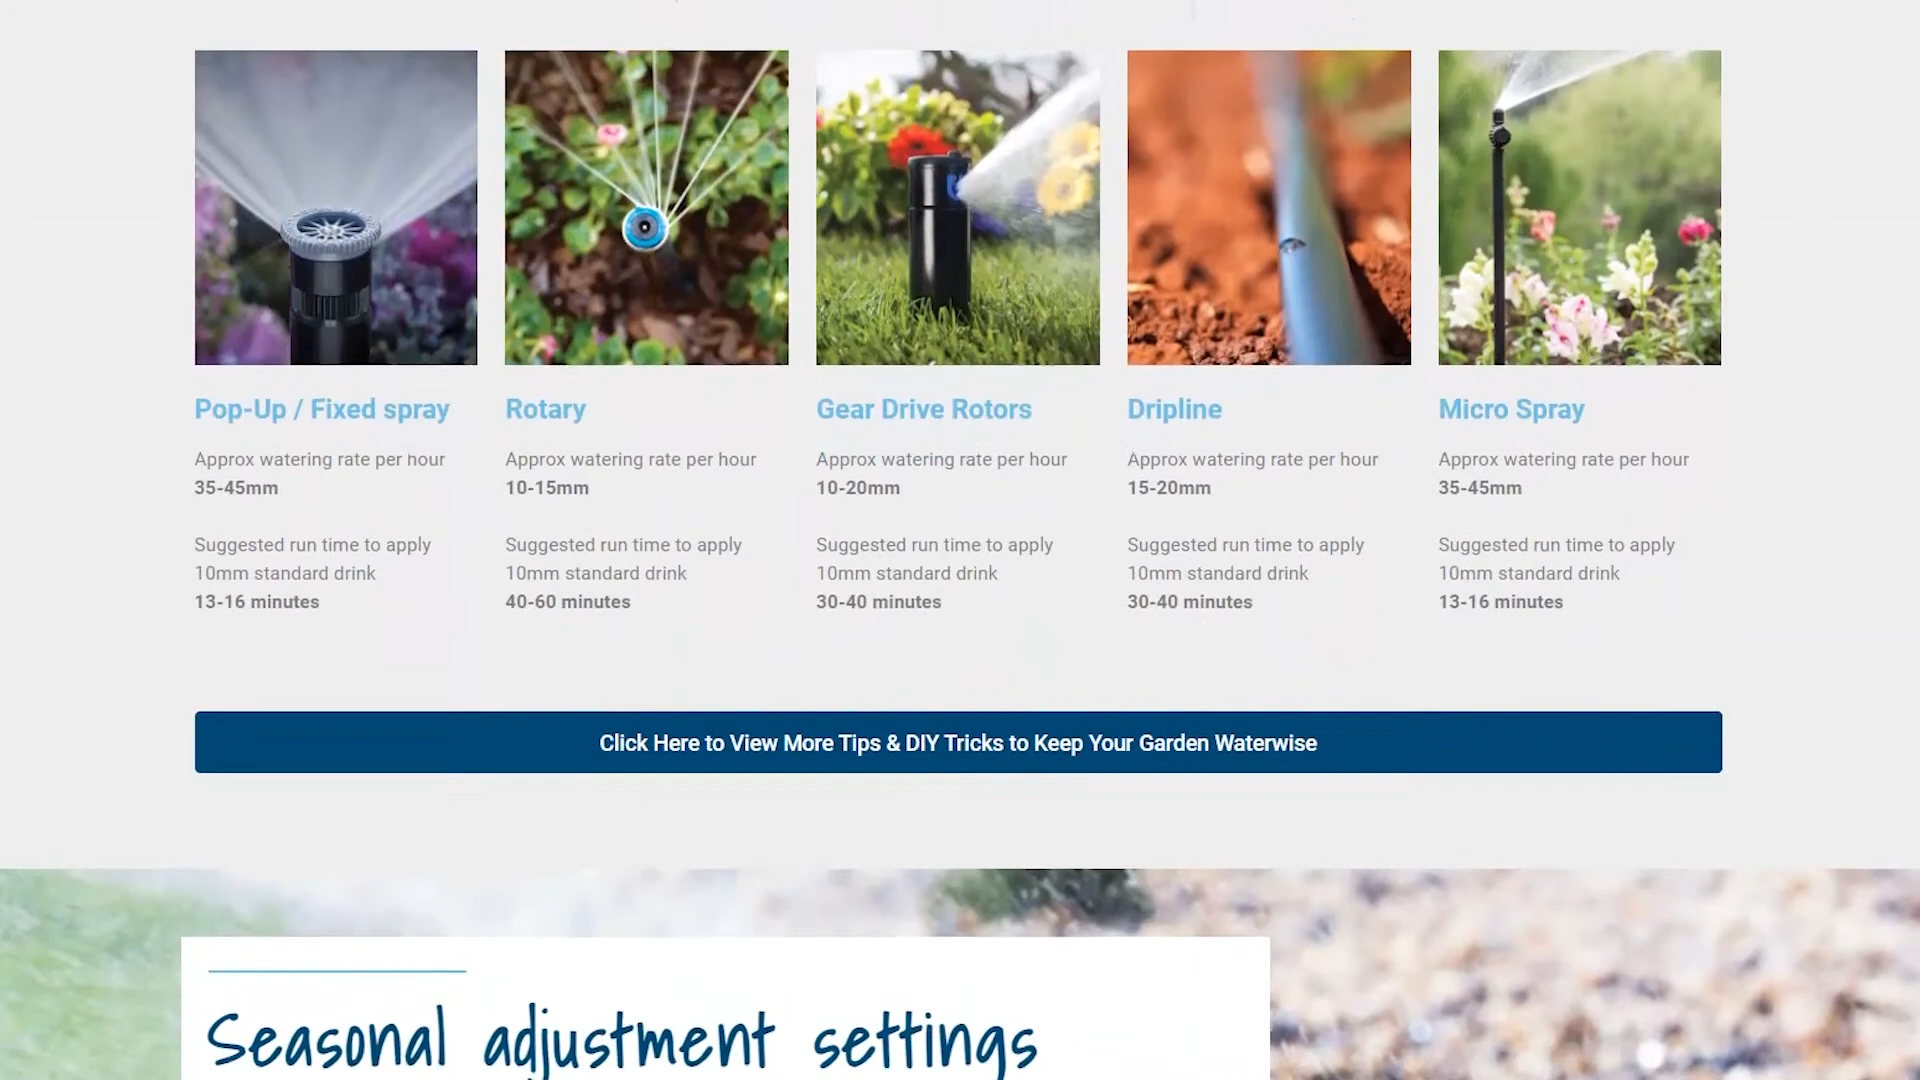 Pop-Up / Fixed spray
Approx watering rate per hour
35-45mm
Suggested run time to apply
10mm standard drink
13-16 minutes
Rotary
Approx watering rate per hour
10-15mm
Suggested run time to apply
10mm standard drink
40-60 minutes
Gear Drive Rotors
Approx watering rate per hour
10-20mm
Suggested run time to apply
10mm standard drink
30-40 minutes
Dripline
Approx watering rate per hour
15-20mm
Suggested run time to apply
10mm standard drink
30-40 minutes
Micro Spray
Approx watering rate per hour
35-45mm
Suggested run time to apply
10mm standard drink
13-16 minutes
Click Here to View More Tips & DIY Tricks to Keep Your Garden Waterwise
Seasonal adjustment settings